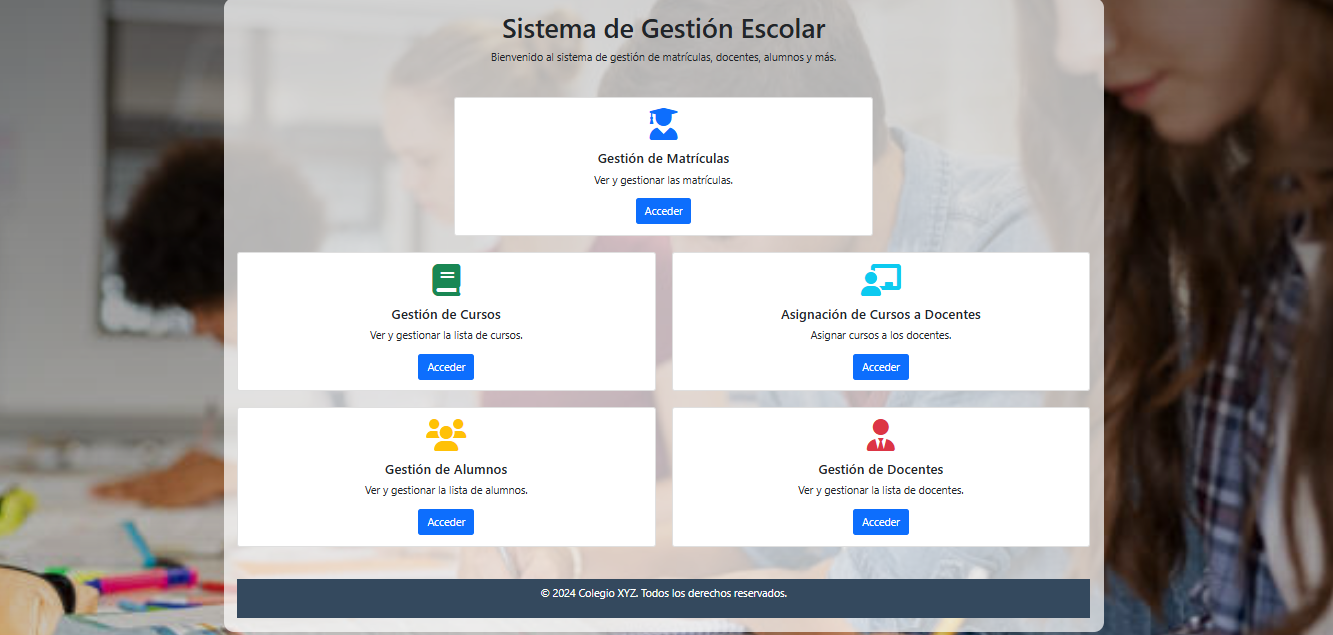 Sistema de Gestión Escolar
Bienvenido al sistema de gestión de matrículas, docentes, alumnos y más.
Gestión de Matrículas
Ver y gestionar las matrículas.
Acceder
Gestión de Cursos
Ver y gestionar la lista de cursos.
Acceder
Asignación de Cursos a Docentes
Asignar cursos a los docentes.
Acceder
Gestión de Alumnos
Ver y gestionar la lista de alumnos.
Acceder
Gestión de Docentes
Ver y gestionar la lista de docentes.
Acceder
© 2024 Colegio XYZ. Todos los derechos reservados.